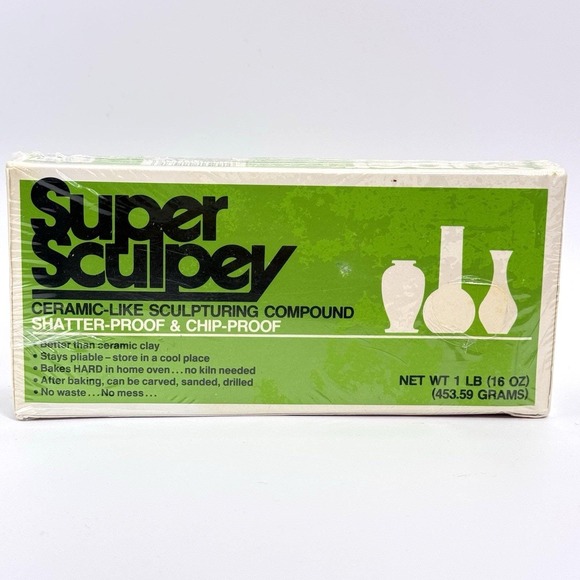 Super
Sculpey
CERAMIC-LIKE SCULPTURING COMPOUND
SHATTER-PROOF & CHIP-PROOF
• Better than ceramic clay
• Stays pliable – store in a cool place
• Bakes HARD in home oven . . . no kiln needed
• After baking, can be carved, sanded, drilled
• No waste . . . No mess . . .
NET WT 1 LB (16 OZ)
(453.59 GRAMS)